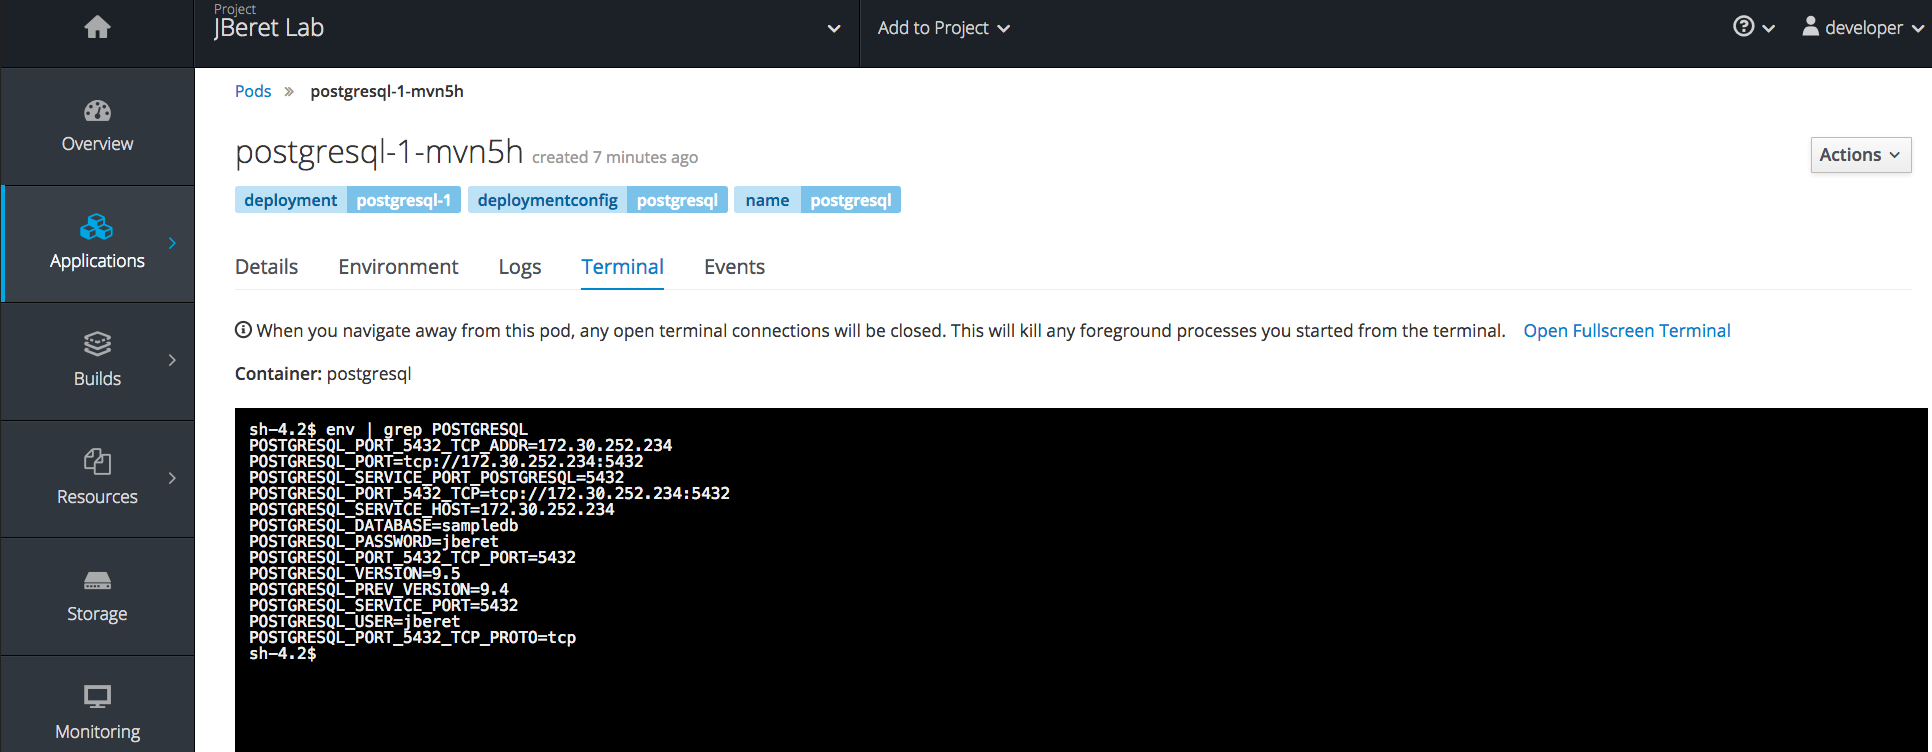 Project
JBeret Lab
Add to Project
developer
Overview
Applications
Builds
Resources
Storage
Monitoring
Pods » postgresql-1-mvn5h
postgresql-1-mvn5h created 7 minutes ago
Actions
deployment postgresql-1 deploymentconfig postgresql name postgresql
Details Environment Logs Terminal Events
When you navigate away from this pod, any open terminal connections will be closed. This will kill any foreground processes you started from the terminal. Open Fullscreen Terminal
Container: postgresql
sh-4.2$ env | grep POSTGRESQL
POSTGRESQL_PORT_5432_TCP_ADDR=172.30.252.234
POSTGRESQL_PORT=tcp://172.30.252.234:5432
POSTGRESQL_SERVICE_PORT_POSTGRESQL=5432
POSTGRESQL_PORT_5432_TCP=tcp://172.30.252.234:5432
POSTGRESQL_SERVICE_HOST=172.30.252.234
POSTGRESQL_DATABASE=sampledb
POSTGRESQL_PASSWORD=jberet
POSTGRESQL_PORT_5432_TCP_PORT=5432
POSTGRESQL_VERSION=9.5
POSTGRESQL_PREV_VERSION=9.4
POSTGRESQL_SERVICE_PORT=5432
POSTGRESQL_USER=jberet
POSTGRESQL_PORT_5432_TCP_PROTO=tcp
sh-4.2$